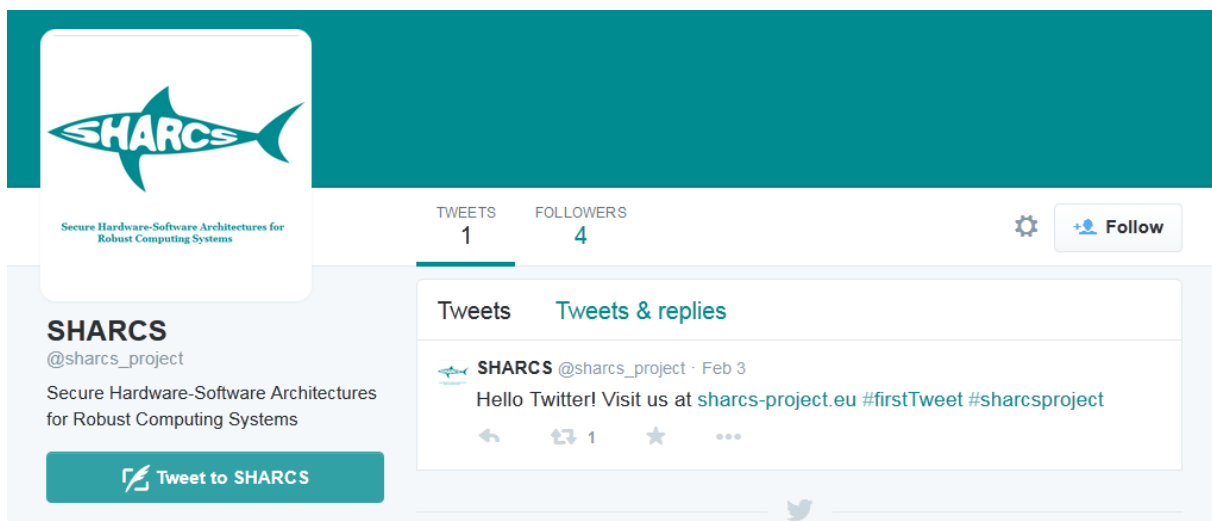 SHARCS
Secure Hardware-Software Architectures for
Robust Computing Systems
TWEETS
1
FOLLOWERS
4
Follow
SHARCS
@sharcs_project
Secure Hardware-Software Architectures
for Robust Computing Systems
Tweet to SHARCS
Tweets
Tweets & replies
SHARCS @sharcs_project · Feb 3
Hello Twitter! Visit us at sharcs-project.eu #firstTweet #sharcsproject
1